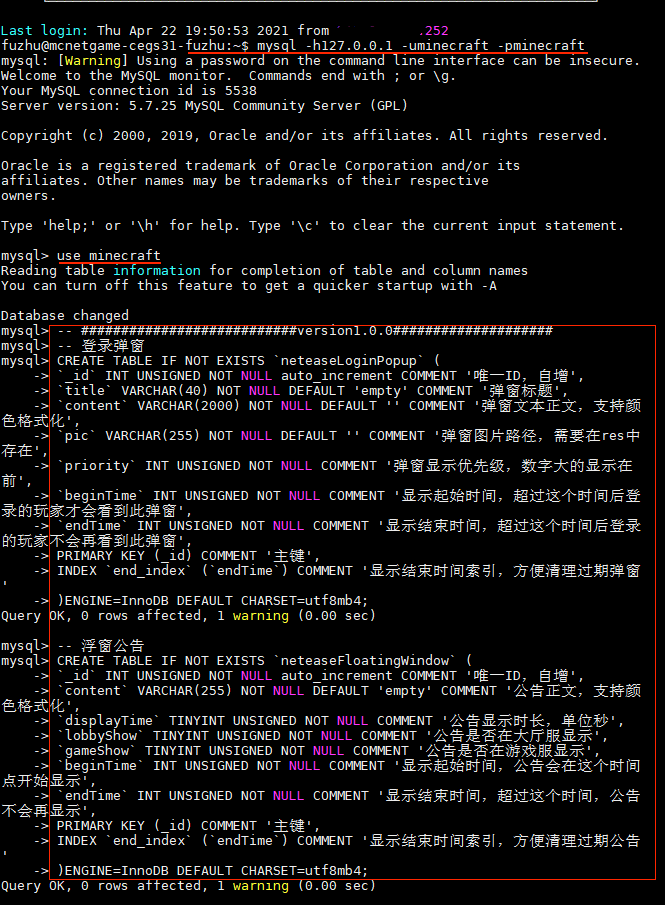 Last login: Thu Apr 22 19:50:53 2021 from .252
fuzhu@mcnetgame-cegs31-fuzhu:~$ mysql -h127.0.0.1 -uminecraft -pminecraft
mysql: [Warning] Using a password on the command line interface can be insecure.
Welcome to the MySQL monitor.  Commands end with ; or \g.
Your MySQL connection id is 5538
Server version: 5.7.25 MySQL Community Server (GPL)
Copyright (c) 2000, 2019, Oracle and/or its affiliates. All rights reserved.
Oracle is a registered trademark of Oracle Corporation and/or its
affiliates. Other names may be trademarks of their respective
owners.
Type 'help;' or '\h' for help. Type '\c' to clear the current input statement.
mysql> use minecraft
Reading table information for completion of table and column names
You can turn off this feature to get a quicker startup with -A
Database changed
mysql> -- ###########################version1.0.0####################
mysql> -- 登录弹窗
mysql> CREATE TABLE IF NOT EXISTS `neteaseLoginPopup` (
    -> `_id` INT UNSIGNED NOT NULL auto_increment COMMENT '唯一ID，自增',
    -> `title` VARCHAR(40) NOT NULL DEFAULT 'empty' COMMENT '弹窗标题',
    -> `content` VARCHAR(2000) NOT NULL DEFAULT '' COMMENT '弹窗文本正文，支持颜
色格式化',
    -> `pic` VARCHAR(255) NOT NULL DEFAULT '' COMMENT '弹窗图片路径，需要在res中
存在',
    -> `priority` INT UNSIGNED NOT NULL COMMENT '弹窗显示优先级，数字大的显示在
前',
    -> `beginTime` INT UNSIGNED NOT NULL COMMENT '显示起始时间，超过这个时间后登
录的玩家才会看到此弹窗',
    -> `endTime` INT UNSIGNED NOT NULL COMMENT '显示结束时间，超过这个时间后登录
的玩家不会再看到此弹窗',
    -> PRIMARY KEY (_id) COMMENT '主键',
    -> INDEX `end_index` (`endTime`) COMMENT '显示结束时间索引，方便清理过期弹窗
'
    -> )ENGINE=InnoDB DEFAULT CHARSET=utf8mb4;
Query OK, 0 rows affected, 1 warning (0.00 sec)
mysql> -- 浮窗公告
mysql> CREATE TABLE IF NOT EXISTS `neteaseFloatingWindow` (
    -> `_id` INT UNSIGNED NOT NULL auto_increment COMMENT '唯一ID，自增',
    -> `content` VARCHAR(255) NOT NULL DEFAULT 'empty' COMMENT '公告正文，支持颜
色格式化',
    -> `displayTime` TINYINT UNSIGNED NOT NULL COMMENT '公告显示时长，单位秒',
    -> `lobbyShow` TINYINT UNSIGNED NOT NULL COMMENT '公告是否在大厅服显示',
    -> `gameShow` TINYINT UNSIGNED NOT NULL COMMENT '公告是否在游戏服显示',
    -> `beginTime` INT UNSIGNED NOT NULL COMMENT '显示起始时间，公告会在这个时间
点开始显示',
    -> `endTime` INT UNSIGNED NOT NULL COMMENT '显示结束时间，超过这个时间，公告
不会再显示',
    -> PRIMARY KEY (_id) COMMENT '主键',
    -> INDEX `end_index` (`endTime`) COMMENT '显示结束时间索引，方便清理过期公告
'
    -> )ENGINE=InnoDB DEFAULT CHARSET=utf8mb4;
Query OK, 0 rows affected, 1 warning (0.00 sec)